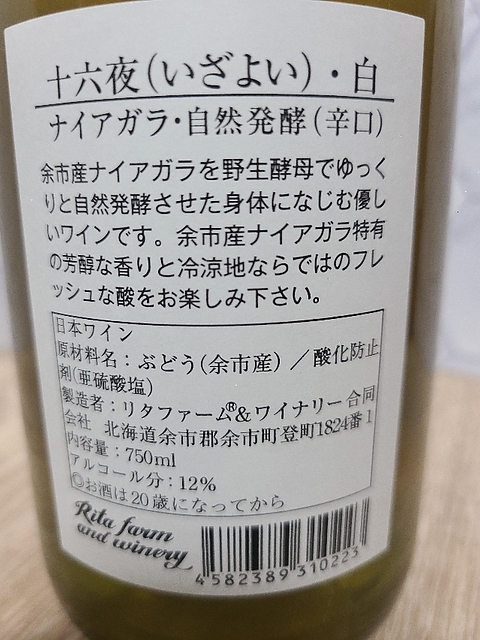 十六夜(いざよい)・白
ナイアガラ・自然発酵(辛口)
余市産ナイアガラを野生酵母でゆっく
りと自然発酵させた身体になじむ優し
いワインです。余市産ナイアガラ特有
の芳醇な香りと冷涼地ならではのフレ
ッシュな酸をお楽しみ下さい。
日本ワイン
原材料名：ぶどう(余市産)／酸化防止
剤(亜硫酸塩)
製造者：リタファーム®&ワイナリー合同
会社 北海道余市郡余市町登町1824番1
内容量：750ml
アルコール分：12%
◎お酒は20歳になってから
Rita farm
and winery
4 582389 310223